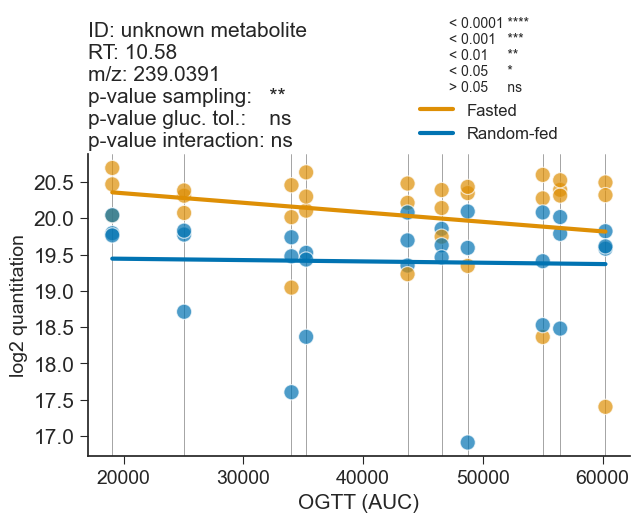 ID: unknown metabolite
RT: 10.58
m/z: 239.0391
p-value sampling: **
p-value gluc. tol.: ns
p-value interaction: ns
< 0.0001 ****
< 0.001 ***
< 0.01 **
< 0.05 *
> 0.05 ns
Fasted
Random-fed
log2 quantitation
20.5
20.0
19.5
19.0
18.5
18.0
17.5
17.0
20000 30000 40000 50000 60000
OGTT (AUC)